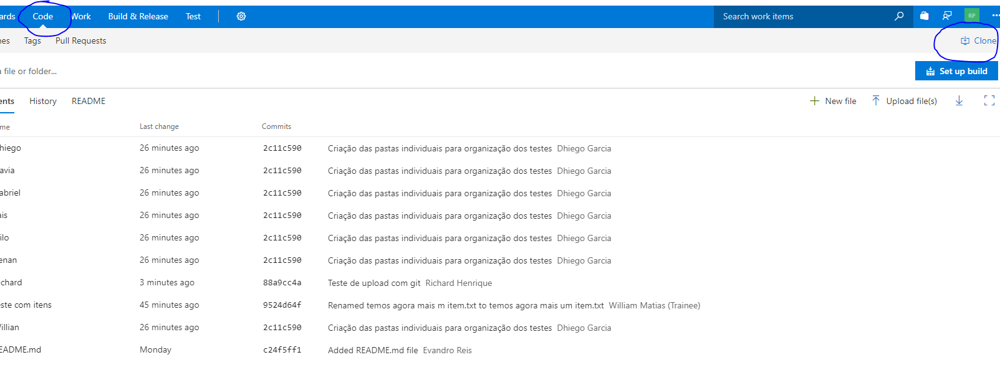 ards Code Work Build & Release Test Search work items RP
nes Tags Pull Requests Clone
a file or folder... Set up build
ents History README New file Upload file(s)
me Last change Commits
hiego 26 minutes ago 2c11c590 Criação das pastas individuais para organização dos testes Dhiego Garcia
avia 26 minutes ago 2c11c590 Criação das pastas individuais para organização dos testes Dhiego Garcia
abriel 26 minutes ago 2c11c590 Criação das pastas individuais para organização dos testes Dhiego Garcia
ais 26 minutes ago 2c11c590 Criação das pastas individuais para organização dos testes Dhiego Garcia
ilo 26 minutes ago 2c11c590 Criação das pastas individuais para organização dos testes Dhiego Garcia
enan 26 minutes ago 2c11c590 Criação das pastas individuais para organização dos testes Dhiego Garcia
chard 3 minutes ago 88a9cc4a Teste de upload com git Richard Henrique
este com itens 45 minutes ago 9524d64f Renamed temos agora mais m item.txt to temos agora mais um item.txt William Matias (Trainee)
Villian 26 minutes ago 2c11c590 Criação das pastas individuais para organização dos testes Dhiego Garcia
EADME.md Monday c24f5ff1 Added README.md file Evandro Reis